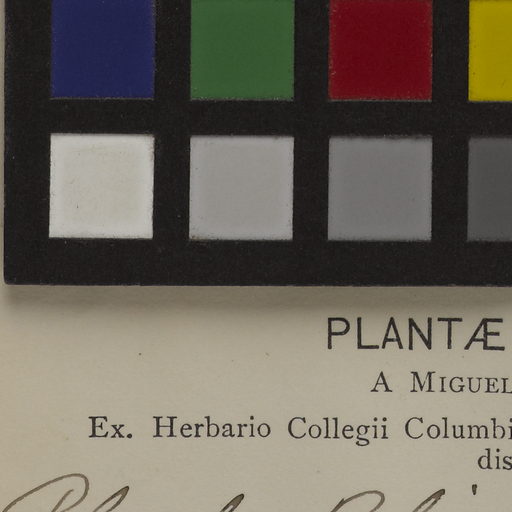 PLANTÆ
A MIGUEL
Ex. Herbario Collegii Columbi
dis